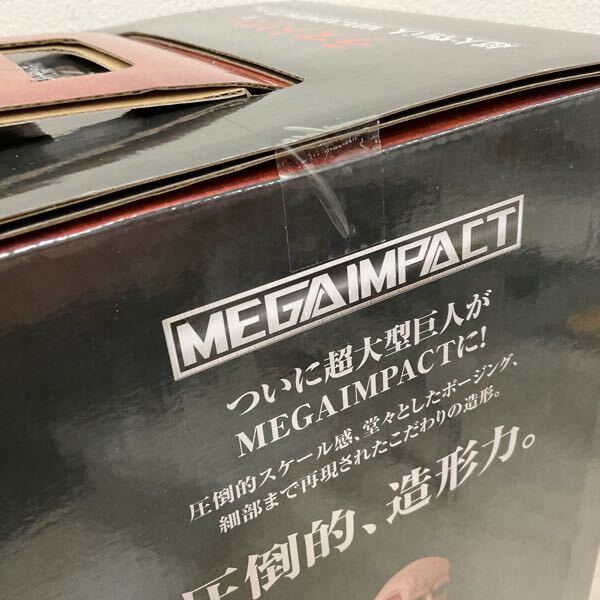 MEGAIMPACT
ついに超大型巨人が
MEGAIMPACTに!
圧倒的スケール感、堂々としたポージング、
細部まで再現されたこだわりの造形。
圧倒的、造形力。